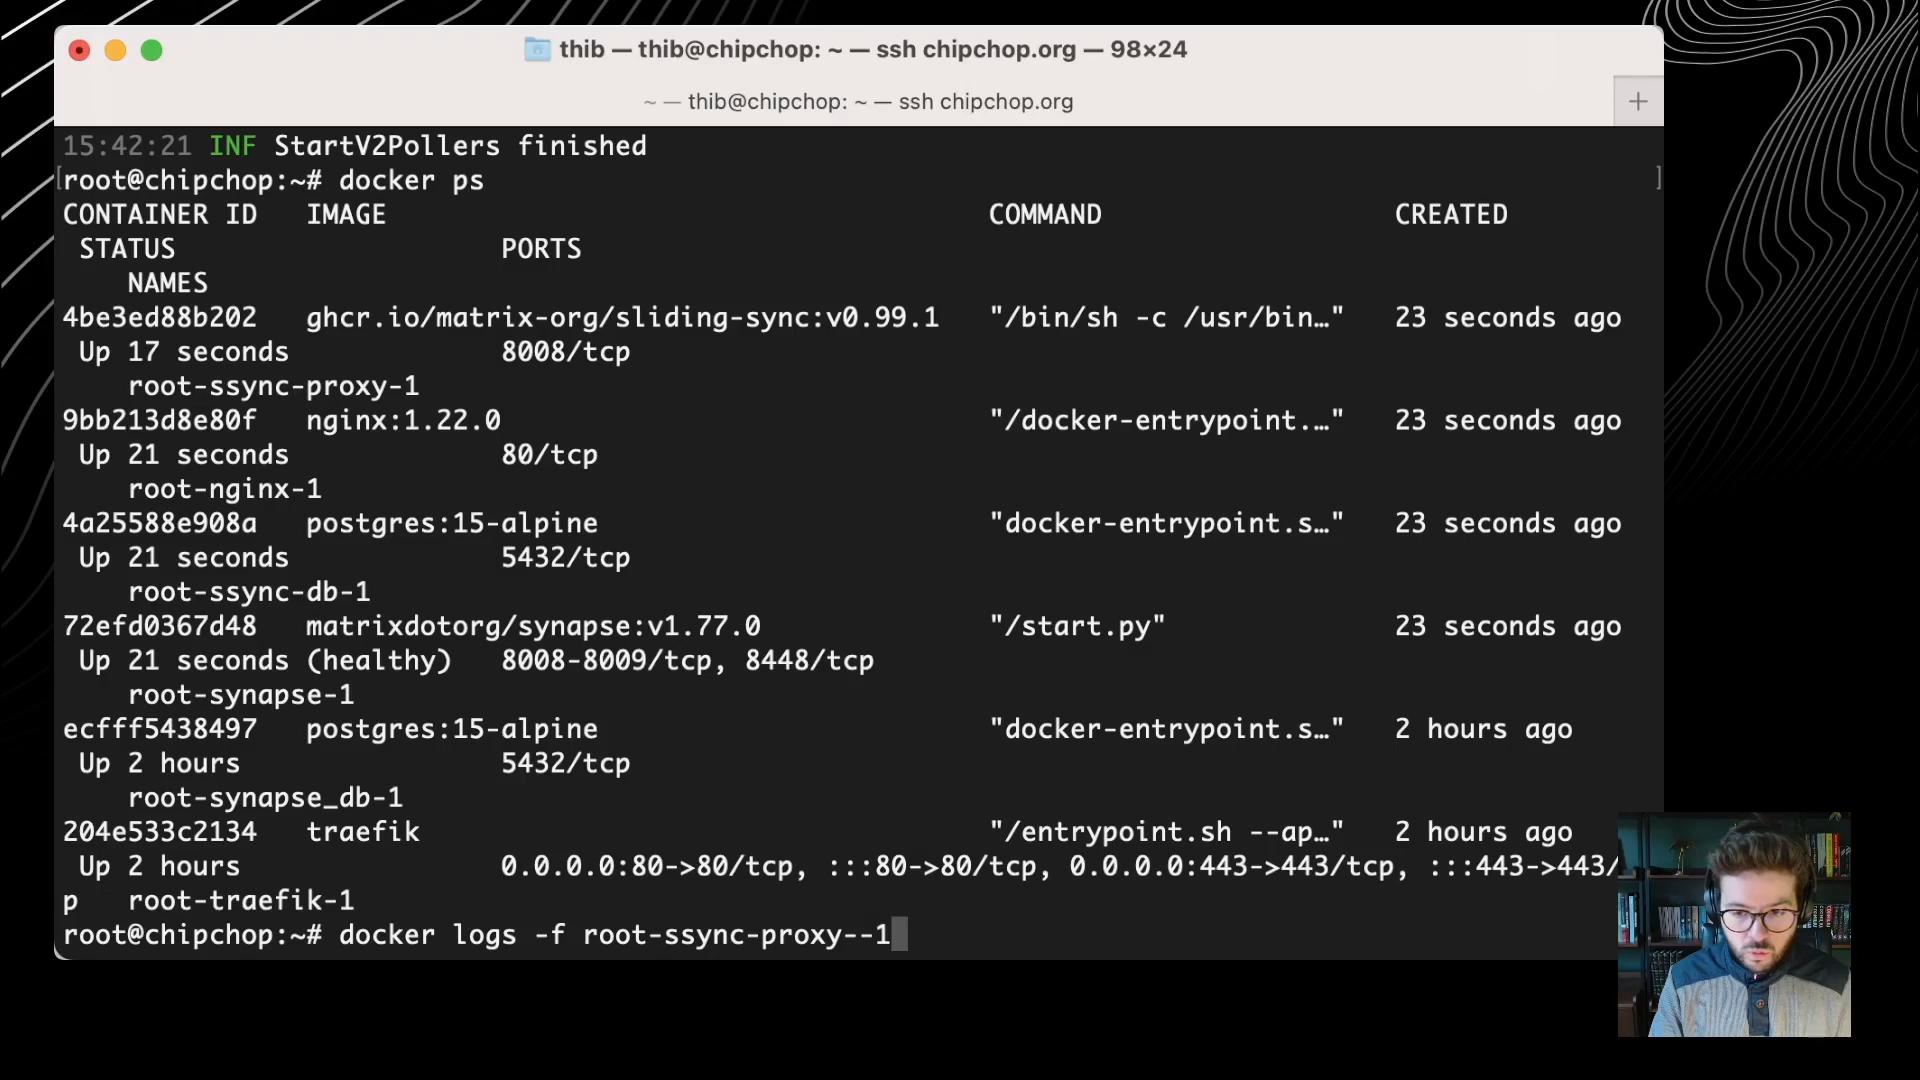 thib — thib@chipchop: ~ — ssh chipchop.org — 98×24
~ — thib@chipchop: ~ — ssh chipchop.org
+
15:42:21 INF StartV2Pollers finished
[root@chipchop:~# docker ps ]
CONTAINER ID   IMAGE   COMMAND   CREATED
STATUS   PORTS
NAMES
4be3ed88b202   ghcr.io/matrix-org/sliding-sync:v0.99.1   "/bin/sh -c /usr/bin…"   23 seconds ago
Up 17 seconds   8008/tcp
root-ssync-proxy-1
9bb213d8e80f   nginx:1.22.0   "/docker-entrypoint.…"   23 seconds ago
Up 21 seconds   80/tcp
root-nginx-1
4a25588e908a   postgres:15-alpine   "docker-entrypoint.s…"   23 seconds ago
Up 21 seconds   5432/tcp
root-ssync-db-1
72efd0367d48   matrixdotorg/synapse:v1.77.0   "/start.py"   23 seconds ago
Up 21 seconds (healthy)   8008-8009/tcp, 8448/tcp
root-synapse-1
ecfff5438497   postgres:15-alpine   "docker-entrypoint.s…"   2 hours ago
Up 2 hours   5432/tcp
root-synapse_db-1
204e533c2134   traefik   "/entrypoint.sh --ap…"   2 hours ago
Up 2 hours   0.0.0.0:80->80/tcp, :::80->80/tcp, 0.0.0.0:443->443/tcp, :::443->443/
p   root-traefik-1
root@chipchop:~# docker logs -f root-ssync-proxy--1